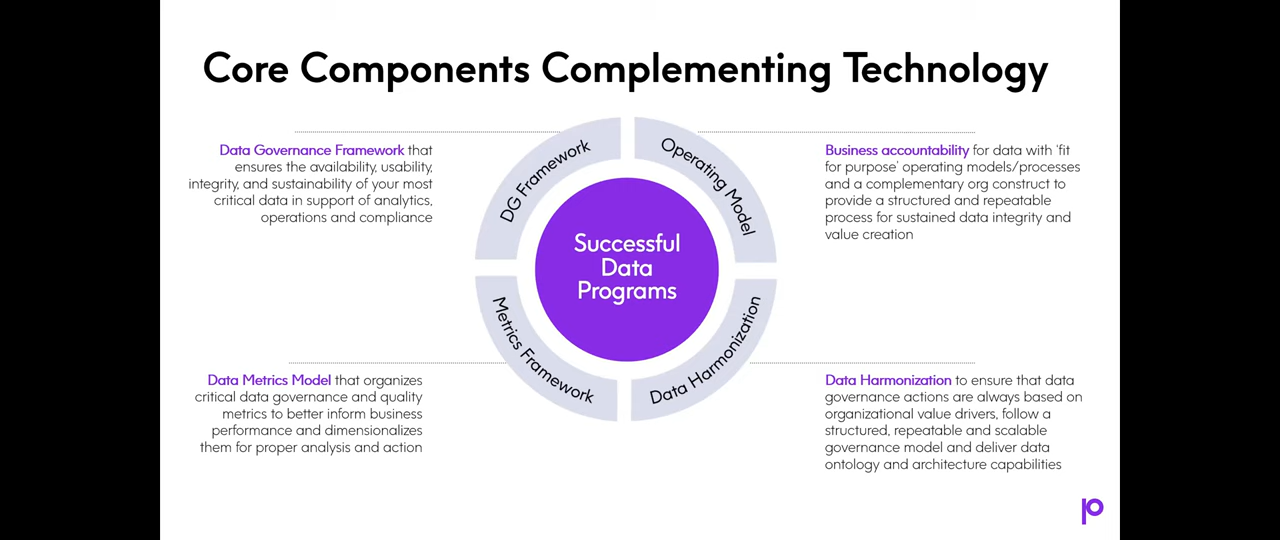 Core Components Complementing Technology
Data Governance Framework that
ensures the availability, usability,
integrity, and sustainability of your most
critical data in support of analytics,
operations and compliance
DG Framework
Operating Model
Business accountability for data with ‘fit
for purpose’ operating models/processes
and a complementary org construct to
provide a structured and repeatable
process for sustained data integrity and
value creation
Successful
Data
Programs
Metrics Framework
Data Harmonization
Data Metrics Model that organizes
critical data governance and quality
metrics to better inform business
performance and dimensionalizes
them for proper analysis and action
Data Harmonization to ensure that data
governance actions are always based on
organizational value drivers, follow a
structured, repeatable and scalable
governance model and deliver data
ontology and architecture capabilities